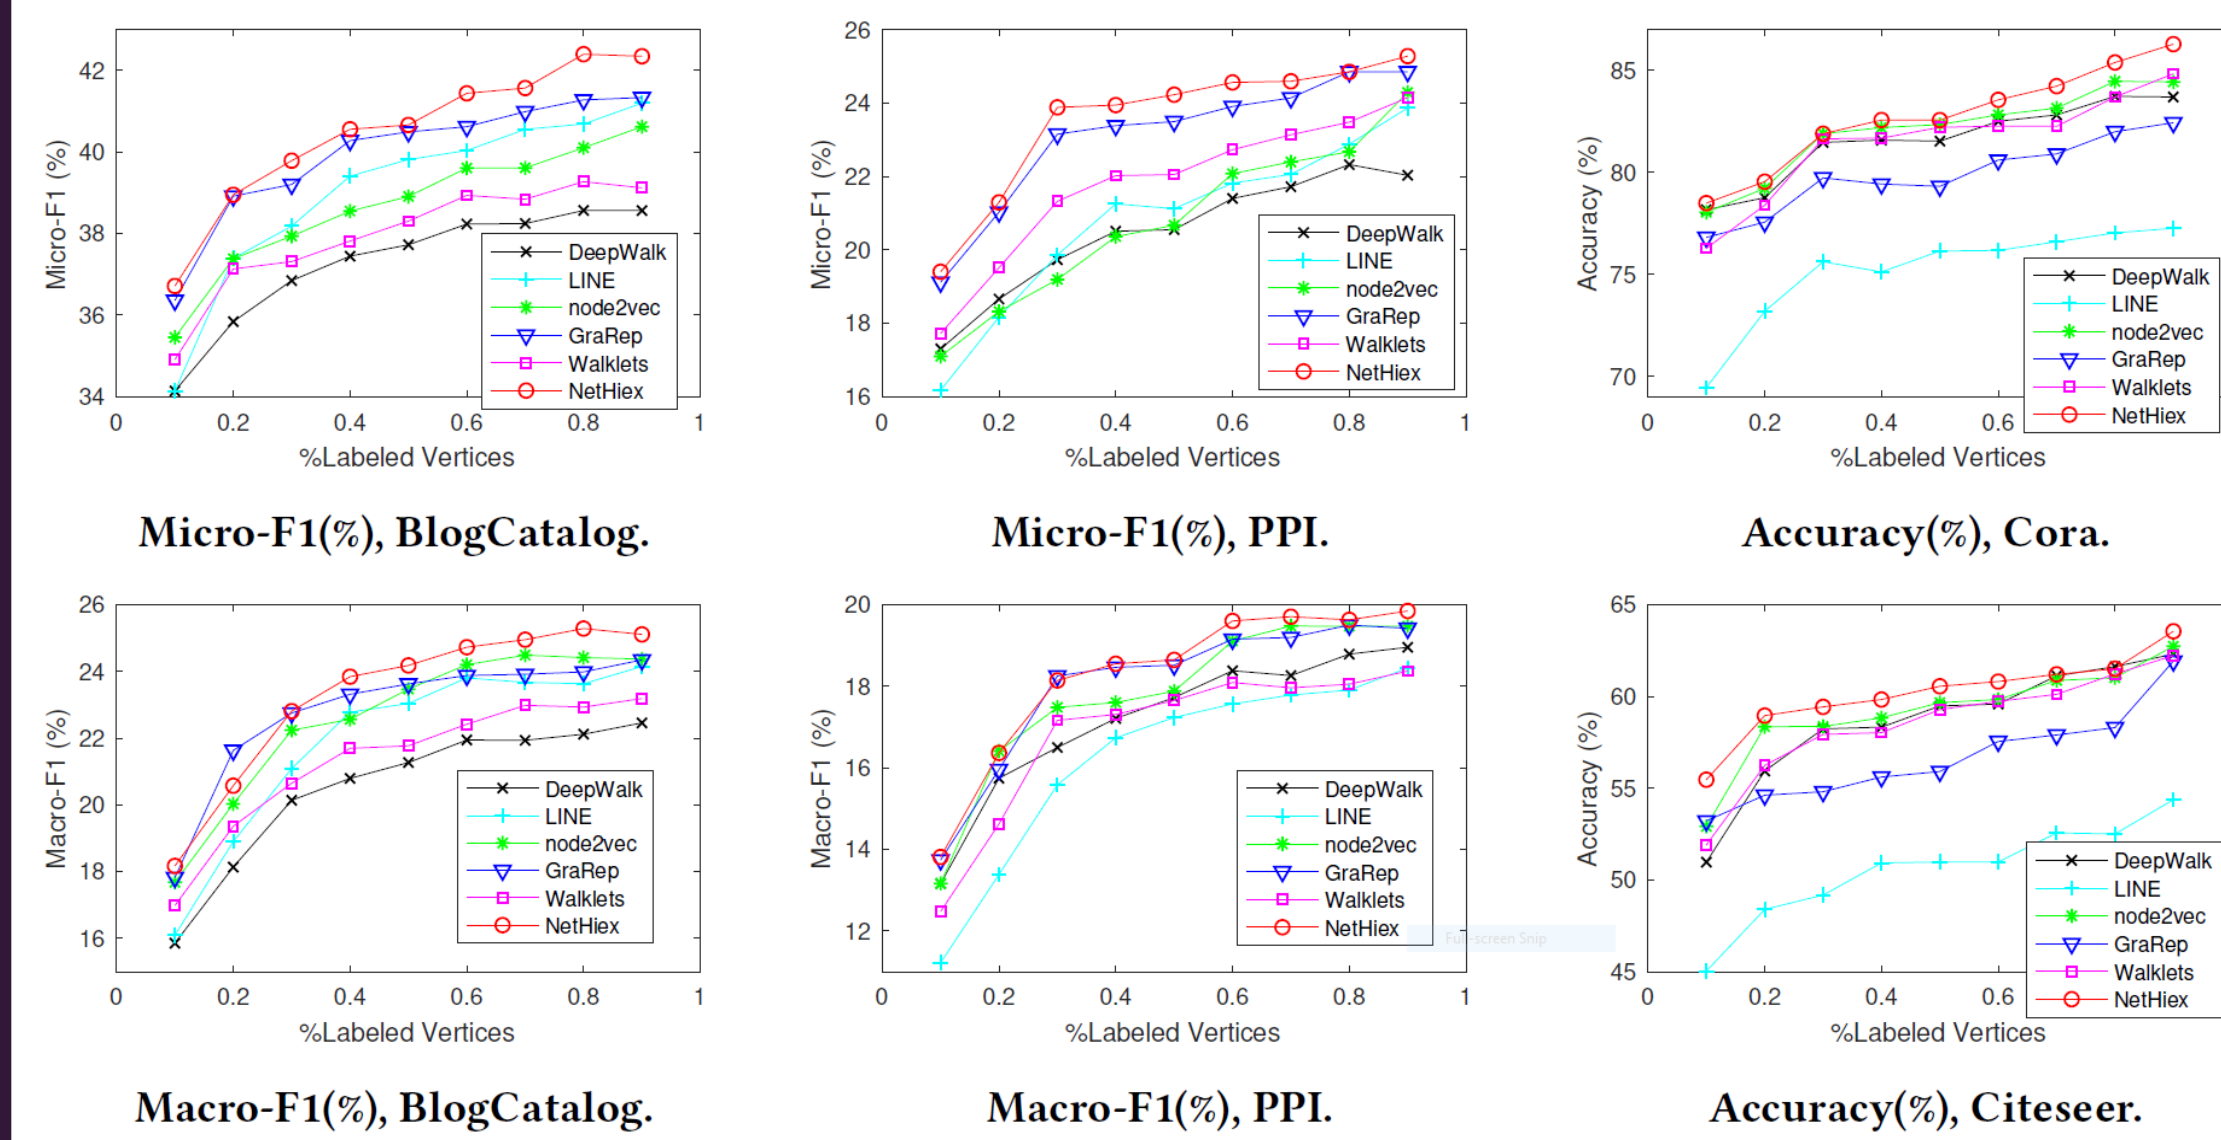 42
40
38
36
34
Micro-F1 (%)
0 0.2 0.4 0.6 0.8 1
%Labeled Vertices
DeepWalk
LINE
node2vec
GraRep
Walklets
NetHiex
Micro-F1(%), BlogCatalog.
26
24
22
20
18
16
Micro-F1 (%)
0 0.2 0.4 0.6 0.8 1
%Labeled Vertices
DeepWalk
LINE
node2vec
GraRep
Walklets
NetHiex
Micro-F1(%), PPI.
85
80
75
70
Accuracy (%)
0 0.2 0.4 0.6
%Labeled Vertices
DeepWalk
LINE
node2vec
GraRep
Walklets
NetHiex
Accuracy(%), Cora.
26
24
22
20
18
16
Macro-F1 (%)
0 0.2 0.4 0.6 0.8 1
%Labeled Vertices
DeepWalk
LINE
node2vec
GraRep
Walklets
NetHiex
Macro-F1(%), BlogCatalog.
20
18
16
14
12
Macro-F1 (%)
0 0.2 0.4 0.6 0.8 1
%Labeled Vertices
DeepWalk
LINE
node2vec
GraRep
Walklets
NetHiex
Full-screen Snip
Macro-F1(%), PPI.
65
60
55
50
45
Accuracy (%)
0 0.2 0.4 0.6
%Labeled Vertices
DeepWalk
LINE
node2vec
GraRep
Walklets
NetHiex
Accuracy(%), Citeseer.